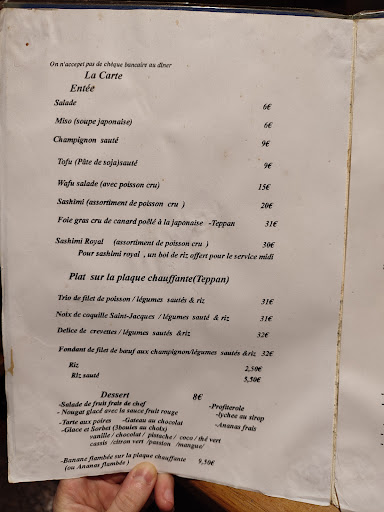 On n'accepet pas de chèque bancaire au dîner
La Carte
Entée
Salade 6€
Miso (soupe japonaise) 6€
Champignon sauté 9€
Tofu (Pâte de soja)sauté 9€
Wafu salade (avec poisson cru) 15€
Sashimi (assortiment de poisson cru ) 20€
Foie gras cru de canard poêlé à la japonaise -Teppan 31€
Sashimi Royal (assortiment de poisson cru ) 30€
Pour sashimi royal , un bol de riz offert pour le service midi
Plat sur la plaque chauffante(Teppan)
Trio de filet de poisson / légumes sautés & riz 31€
Noix de coquille Saint-Jacques / légumes sauté & riz 31€
Delice de crevettes / légumes sautés &riz 32€
Fondant de filet de bœuf aux champignon/légumes sautés &riz 32€
Riz 2,50€
Riz sauté 5,50€
Dessert 8€
-Salade de fruit frais de chef -Profiterole
- Nougat glacé avec la sauce fruit rouge -lychee au sirop
-Tarte aux poires -Gateau au chocolat -Ananas frais
-Glace et Sorbet (3boules au choix)
vanille / chocolat / pistache / coco / thé vert
cassis /citron vert /passion /mangue/
-Banane flambée sur la plaque chauffante 9,50€
(ou Ananas flambée )